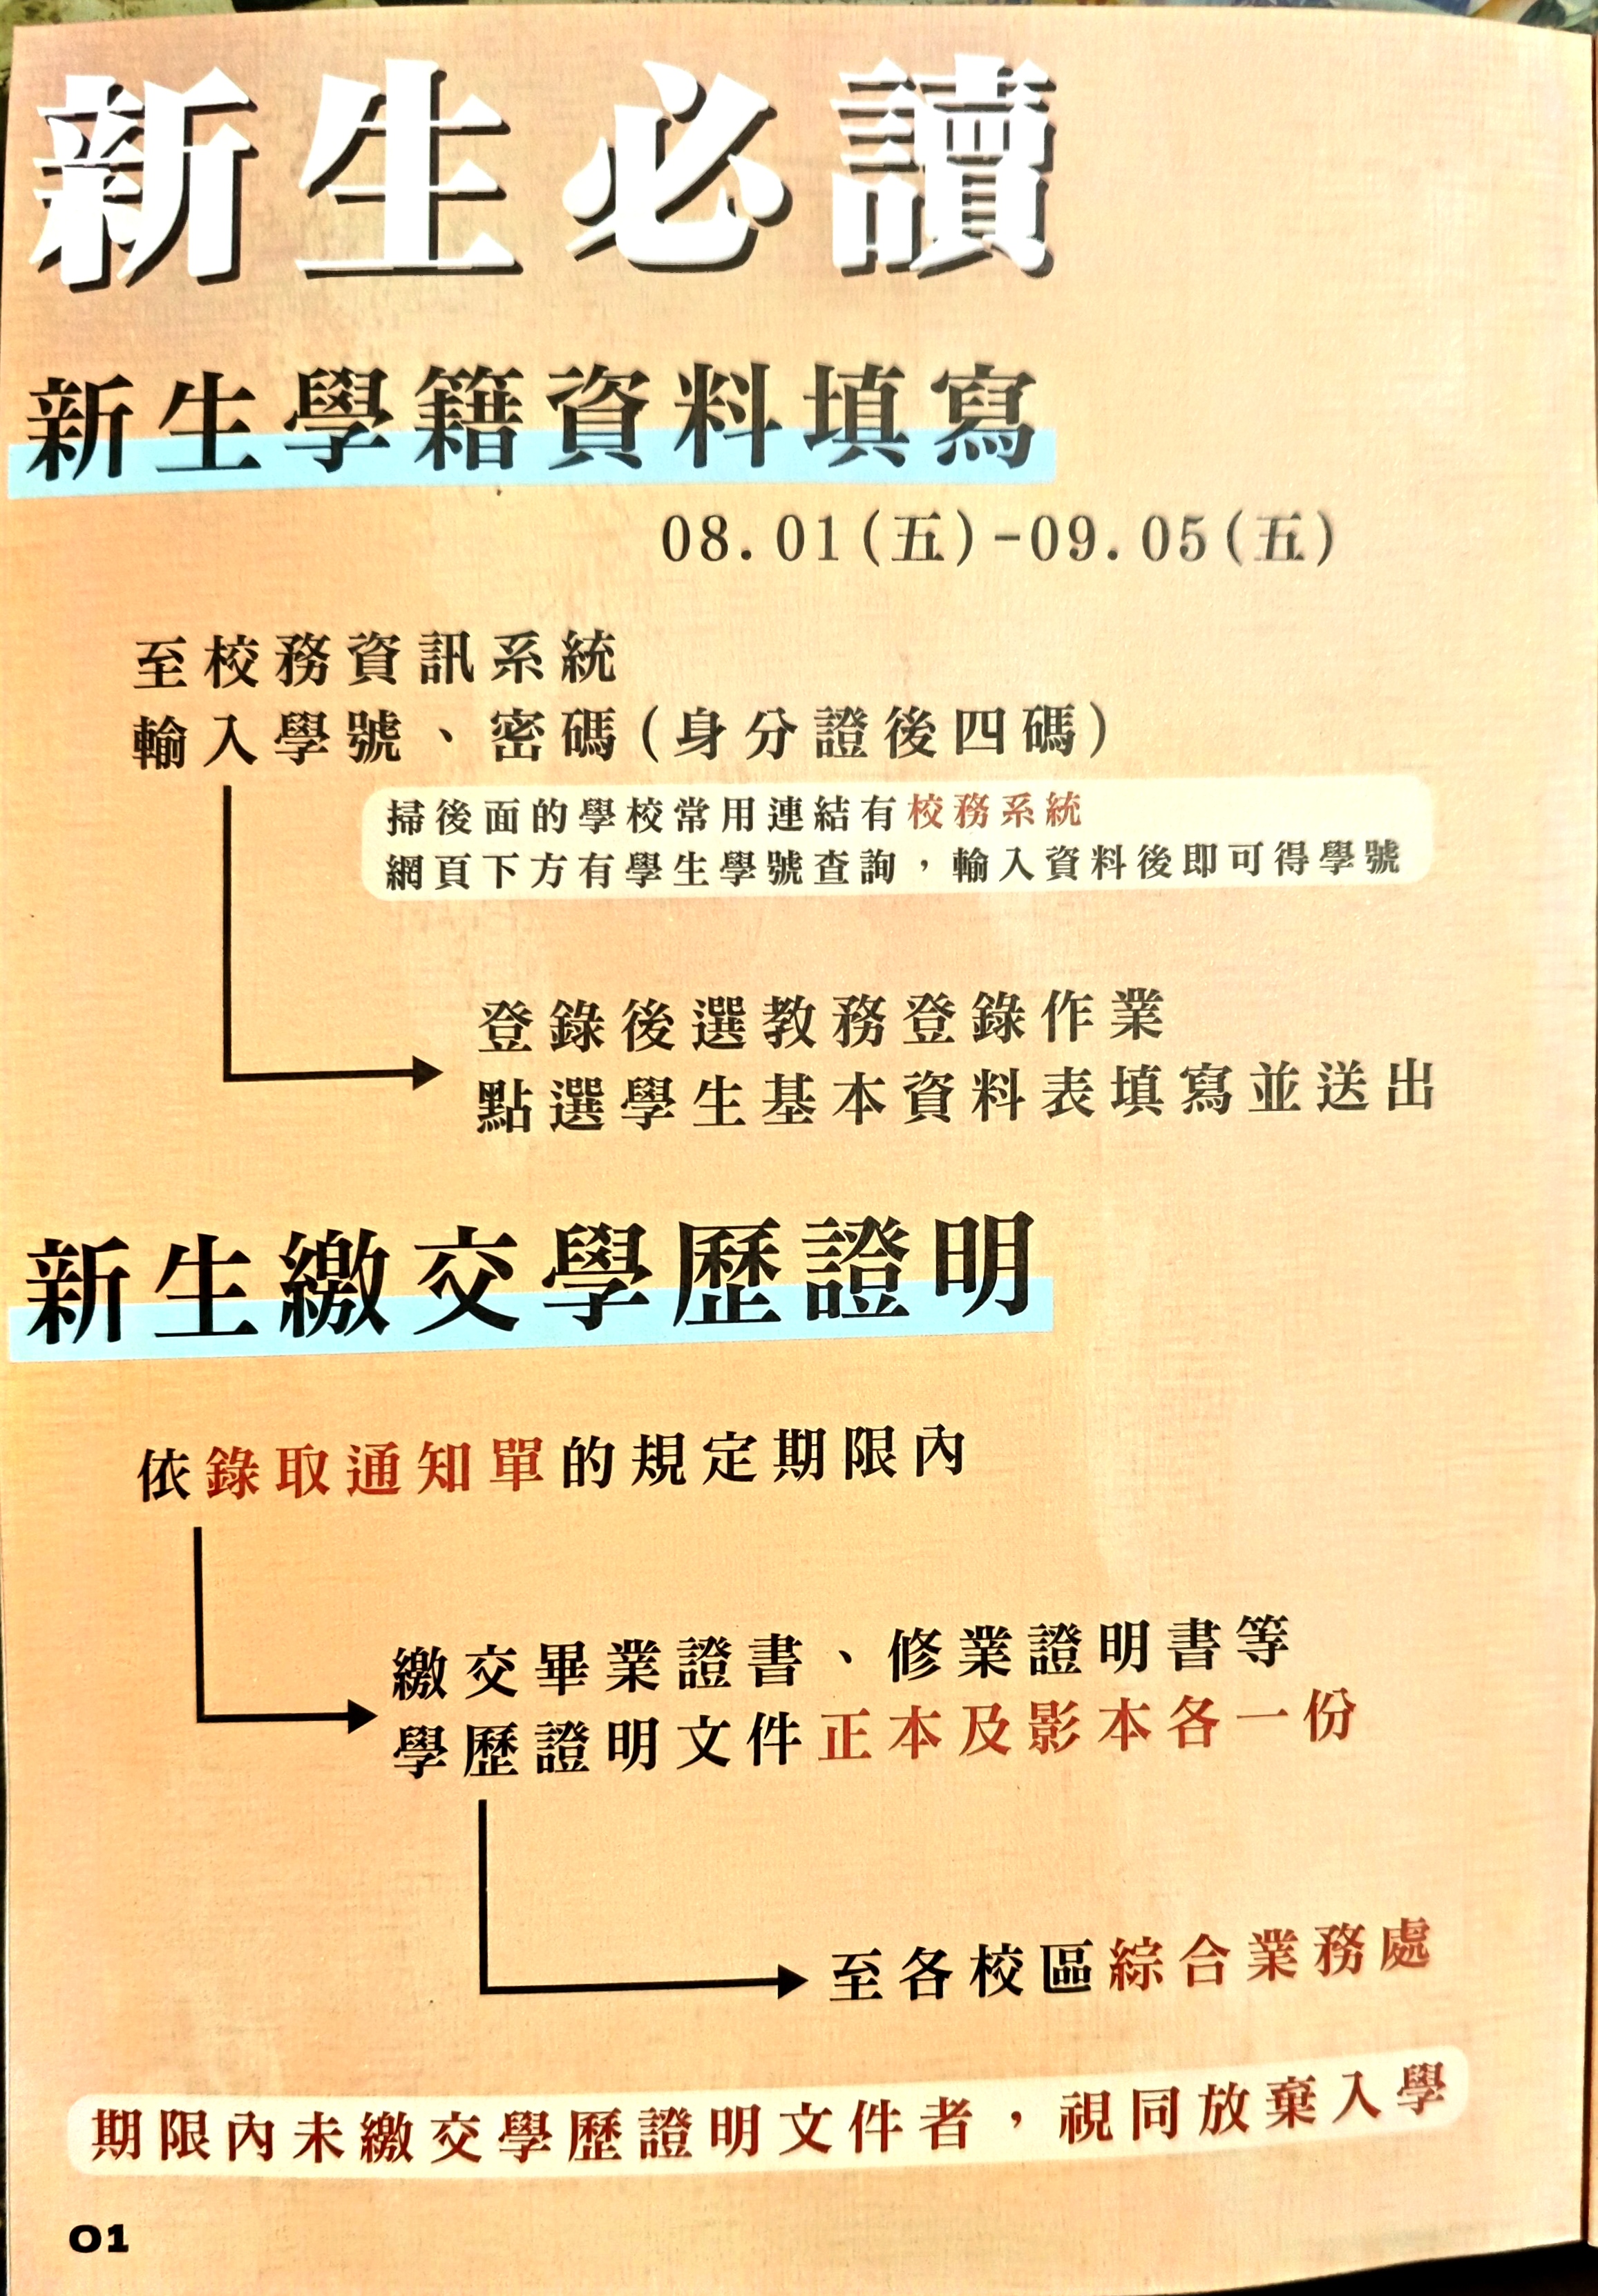 新生必讀
新生學籍資料填寫
08.01(五)-09.05(五)
至校務資訊系統
輸入學號、密碼(身分證後四碼)
掃後面的學校常用連結有校務系統
網頁下方有學生學號查詢，輸入資料後即可得學號
登錄後選教務登錄作業
點選學生基本資料表填寫並送出
新生繳交學歷證明
依錄取通知單的規定期限內
繳交畢業證書、修業證明書等
學歷證明文件正本及影本各一份
至各校區綜合業務處
期限內未繳交學歷證明文件者，視同放棄入學
01